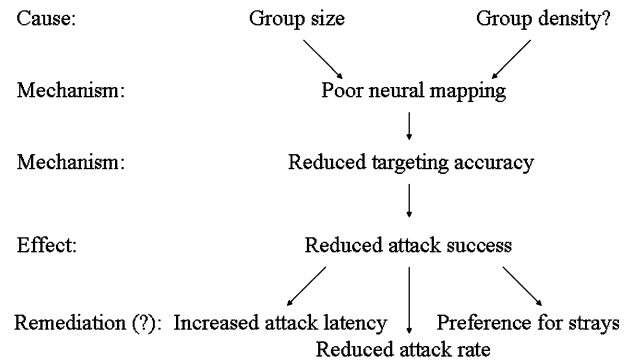 Cause: Group size Group density?
Mechanism: Poor neural mapping
Mechanism: Reduced targeting accuracy
Effect: Reduced attack success
Remediation (?): Increased attack latency Preference for strays
Reduced attack rate